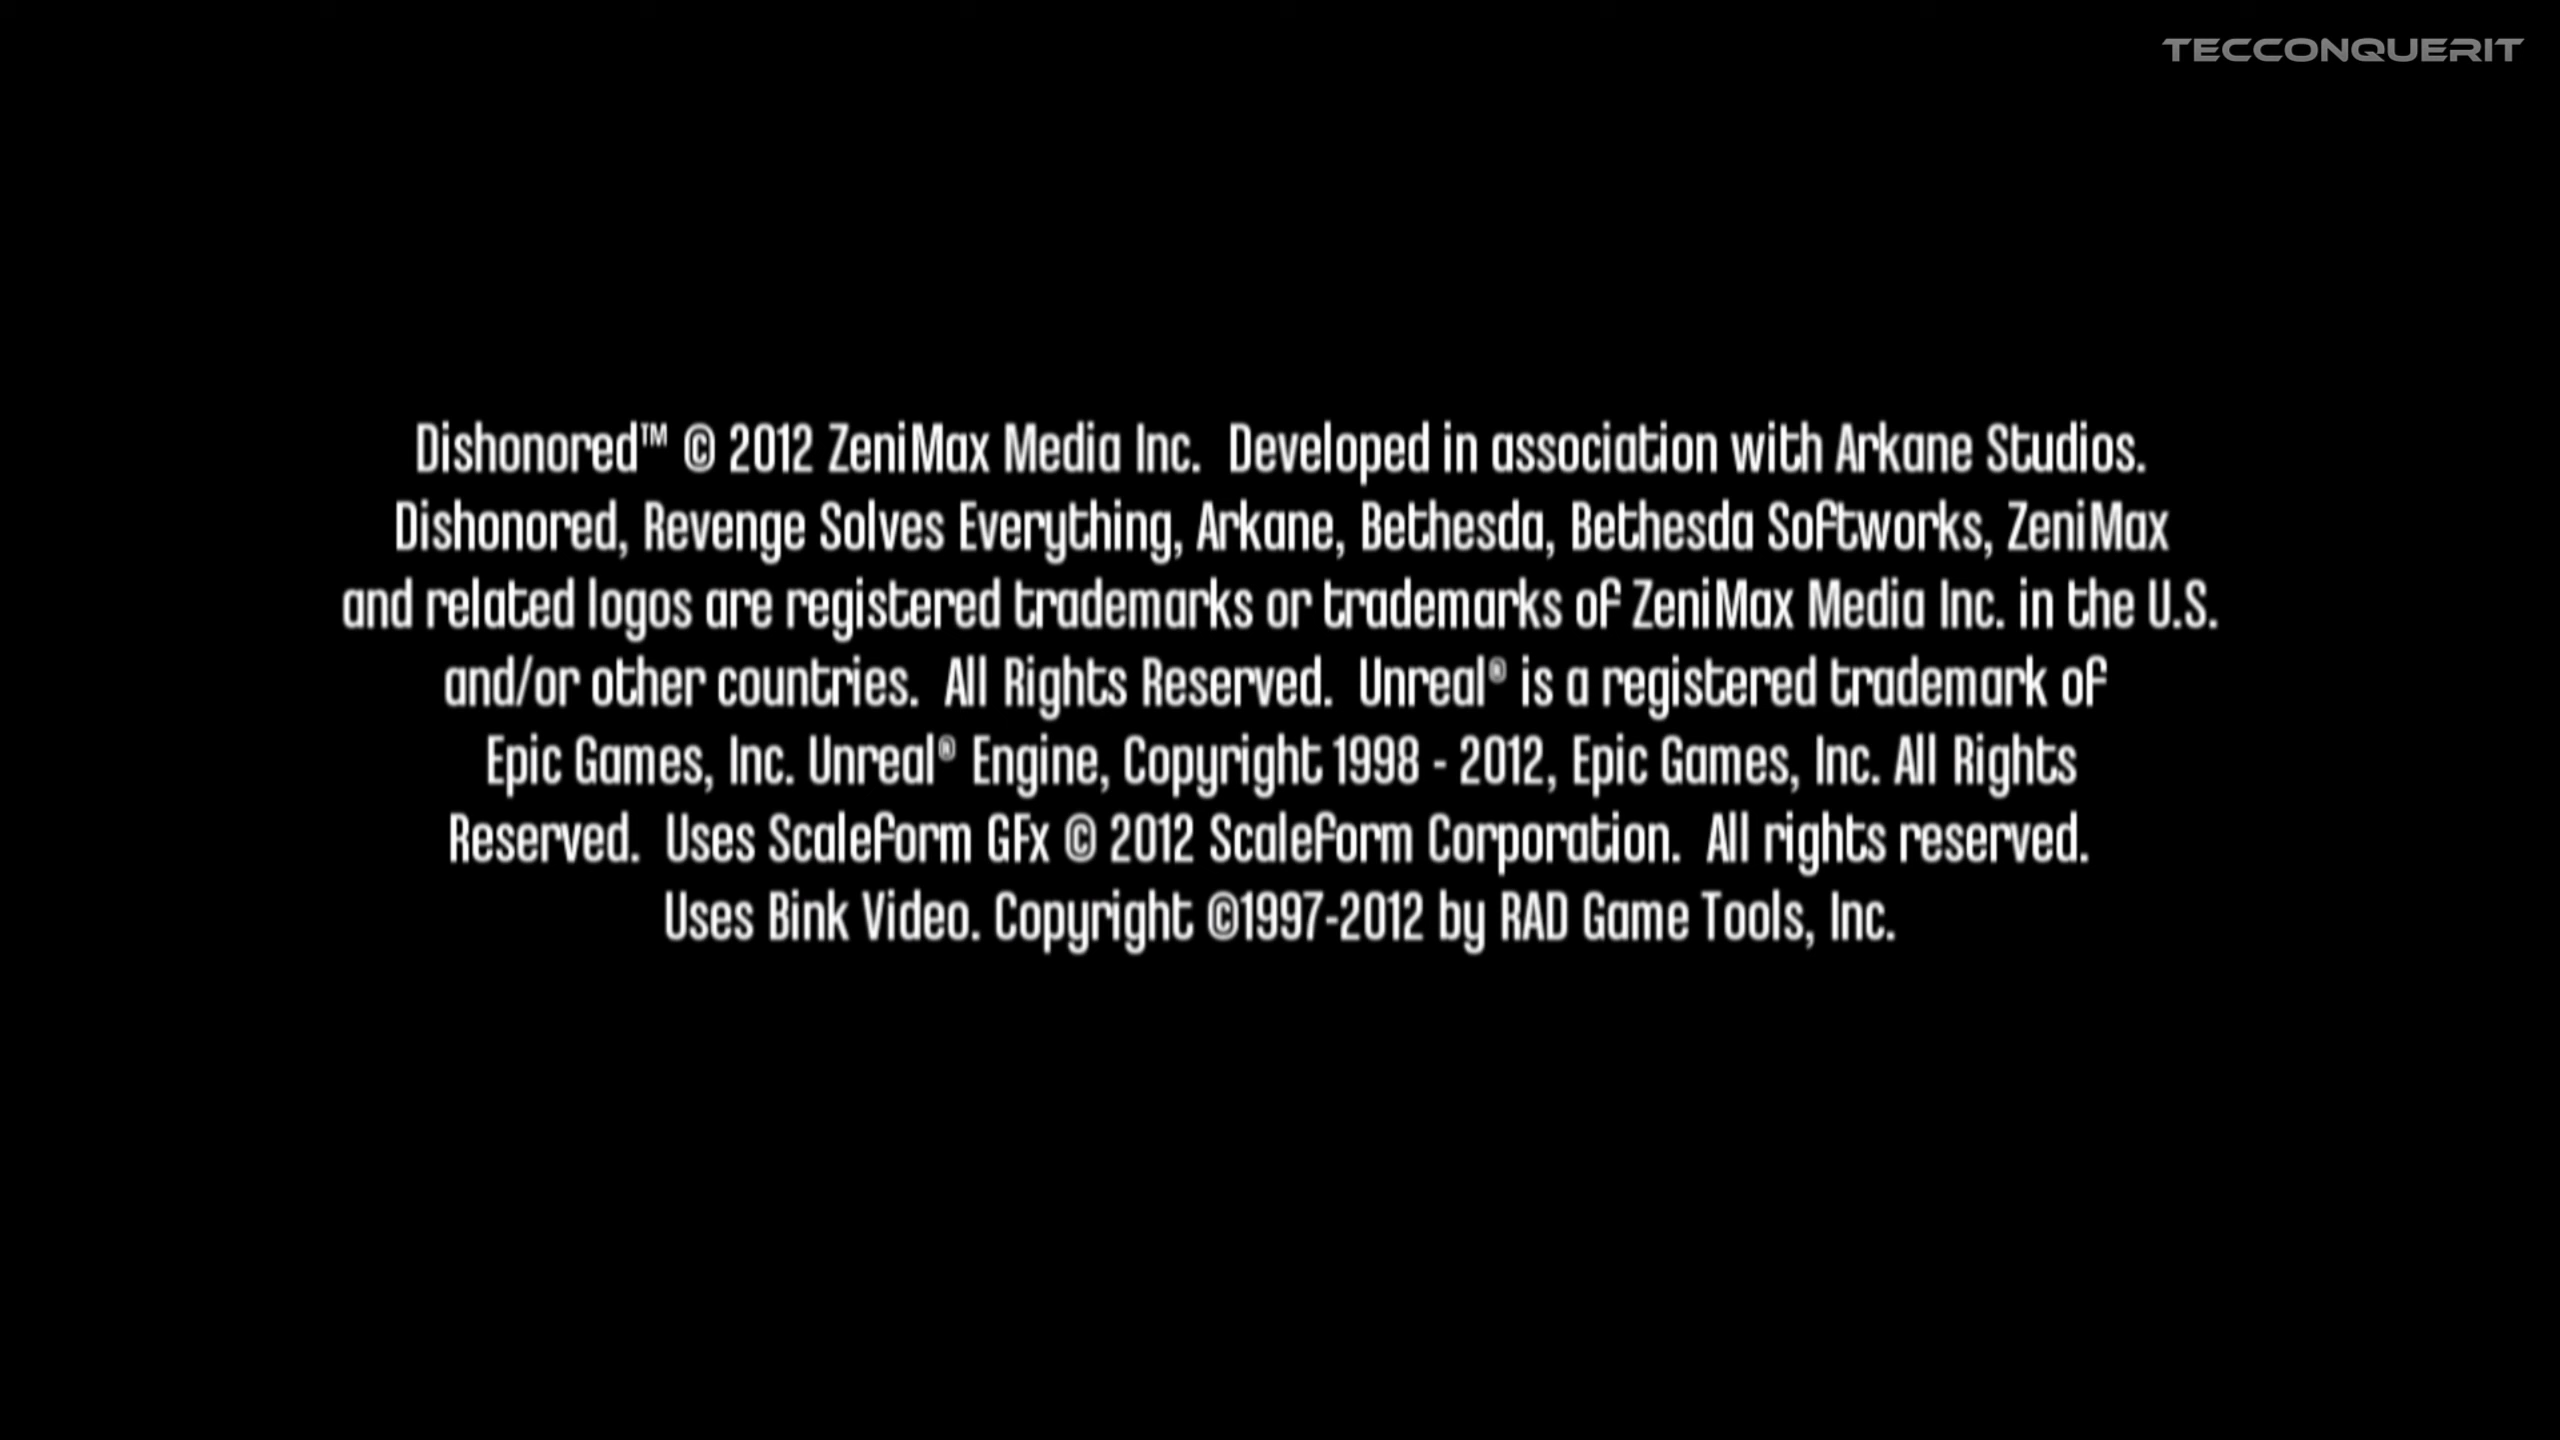 TECCONQUERIT
Dishonored™ © 2012 ZeniMax Media Inc.  Developed in association with Arkane Studios.
Dishonored, Revenge Solves Everything, Arkane, Bethesda, Bethesda Softworks, ZeniMax
and related logos are registered trademarks or trademarks of ZeniMax Media Inc. in the U.S.
and/or other countries.  All Rights Reserved.  Unreal® is a registered trademark of
Epic Games, Inc. Unreal® Engine, Copyright 1998 - 2012, Epic Games, Inc. All Rights
Reserved.  Uses Scaleform GFx © 2012 Scaleform Corporation.  All rights reserved.
Uses Bink Video. Copyright ©1997-2012 by RAD Game Tools, Inc.